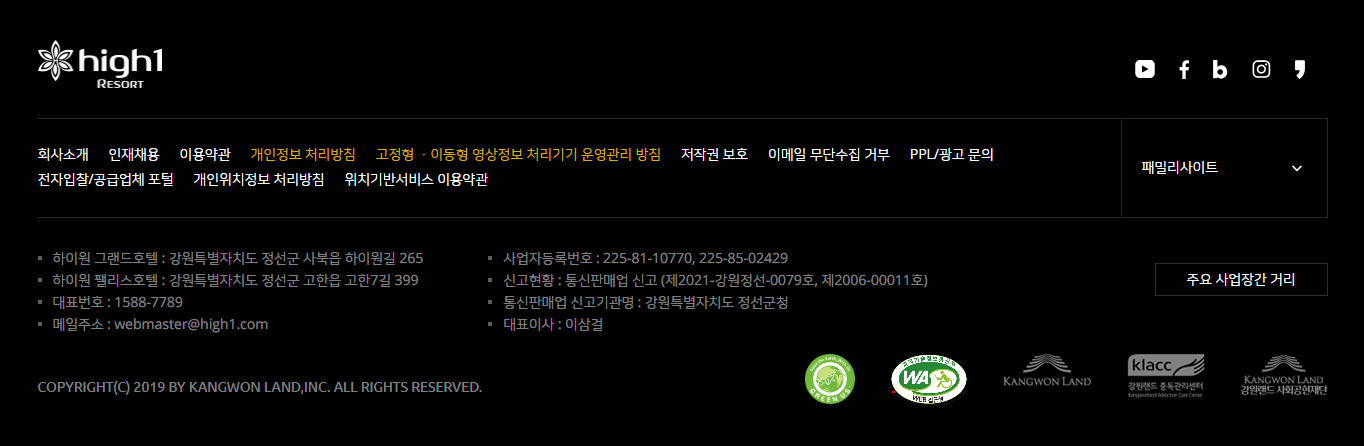 high1
RESORT
회사소개 인재채용 이용약관 개인정보 처리방침 고정형 · 이동형 영상정보 처리기기 운영관리 방침 저작권 보호 이메일 무단수집 거부 PPL/광고 문의
전자입찰/공급업체 포털 개인위치정보 처리방침 위치기반서비스 이용약관
패밀리사이트
하이원 그랜드호텔 : 강원특별자치도 정선군 사북읍 하이원길 265
하이원 팰리스호텔 : 강원특별자치도 정선군 고한읍 고한7길 399
대표번호 : 1588-7789
메일주소 : webmaster@high1.com
사업자등록번호 : 225-81-10770, 225-85-02429
신고현황 : 통신판매업 신고 (제2021-강원정선-0079호, 제2006-00011호)
통신판매업 신고기관명 : 강원특별자치도 정선군청
대표이사 : 이삼걸
주요 사업장간 거리
COPYRIGHT(C) 2019 BY KANGWON LAND,INC. ALL RIGHTS RESERVED.
GREEN US
WA
WEB 접근성
KANGWON LAND
klacc
강원랜드 중독관리센터
Kangwonland Addiction Care Center
KANGWON LAND
강원랜드 사회공헌재단